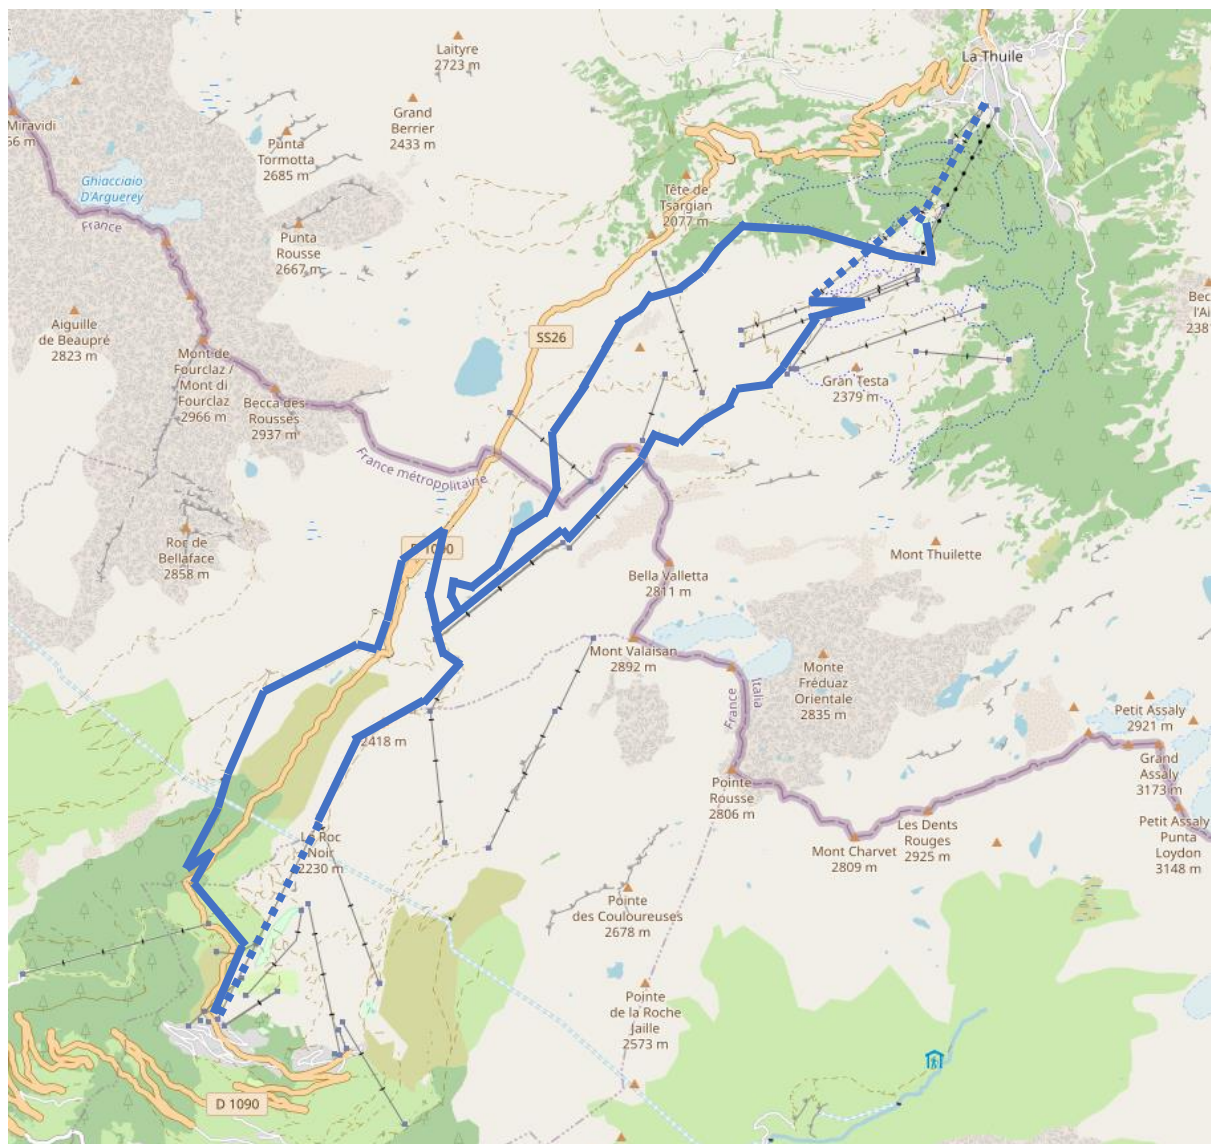 La Thuile
Laityre
2723 m
Grand
Berrier
2433 m
Miravidi
66 m
Punta
Tormotta
2685 m
Ghiacciaio
D'Arguerey
France
Tête de
Tsargian
2077 m
Punta
Rousse
2667 m
Aiguille
de Beaupré
2823 m
SS26
Bec
l'Ai
2381
Mont de
Fourclaz /
Mont di
Fourclaz
2966 m
Becca des
Rousses
2937 m
Gran Testa
2379 m
France métropolitaine
Roc de
Bellaface
2858 m
D 1090
Mont Thuilette
Bella Valletta
2811 m
Mont Valaisan
2892 m
Monte
Fréduaz
Orientale
2835 m
France
Italia
Petit Assaly
2921 m
2418 m
Grand
Assaly
3173 m
Pointe
Rousse
2806 m
Les Dents
Rouges
2925 m
Mont Charvet
2809 m
Petit Assaly
Punta
Loydon
3148 m
Le Roc
Noir
2230 m
Pointe
des Couloureuses
2678 m
Pointe
de la Roche
Jaille
2573 m
D 1090